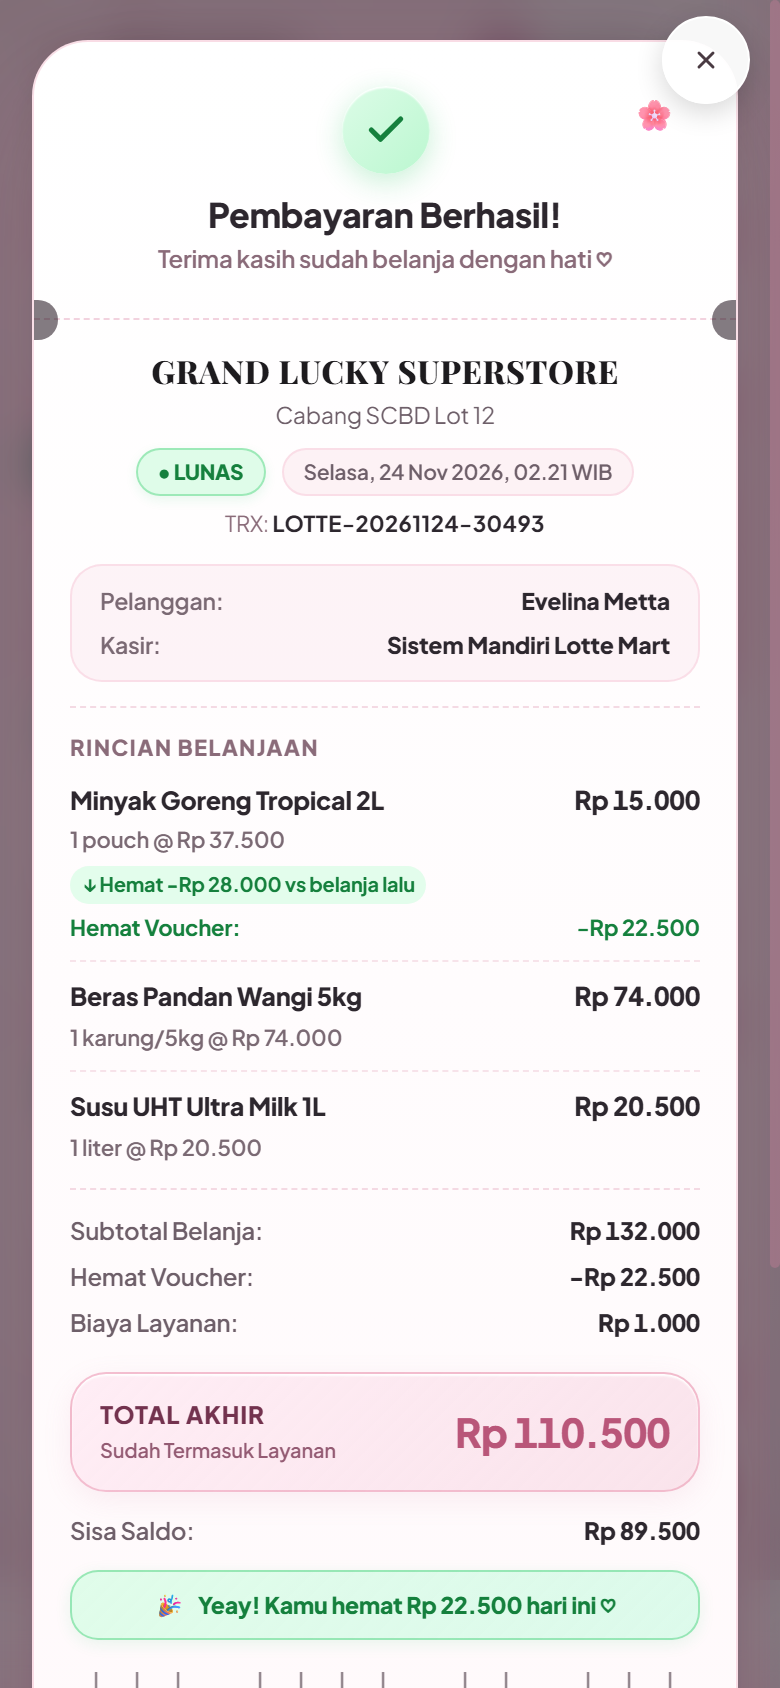 Pembayaran Berhasil!
Terima kasih sudah belanja dengan hati ♡
GRAND LUCKY SUPERSTORE
Cabang SCBD Lot 12
● LUNAS
Selasa, 24 Nov 2026, 02.21 WIB
TRX: LOTTE-20261124-30493
Pelanggan: Evelina Metta
Kasir: Sistem Mandiri Lotte Mart
RINCIAN BELANJAAN
Minyak Goreng Tropical 2L Rp 15.000
1 pouch @ Rp 37.500
↓ Hemat -Rp 28.000 vs belanja lalu
Hemat Voucher: -Rp 22.500
Beras Pandan Wangi 5kg Rp 74.000
1 karung/5kg @ Rp 74.000
Susu UHT Ultra Milk 1L Rp 20.500
1 liter @ Rp 20.500
Subtotal Belanja: Rp 132.000
Hemat Voucher: -Rp 22.500
Biaya Layanan: Rp 1.000
TOTAL AKHIR Rp 110.500
Sudah Termasuk Layanan
Sisa Saldo: Rp 89.500
🎉 Yeay! Kamu hemat Rp 22.500 hari ini ♡